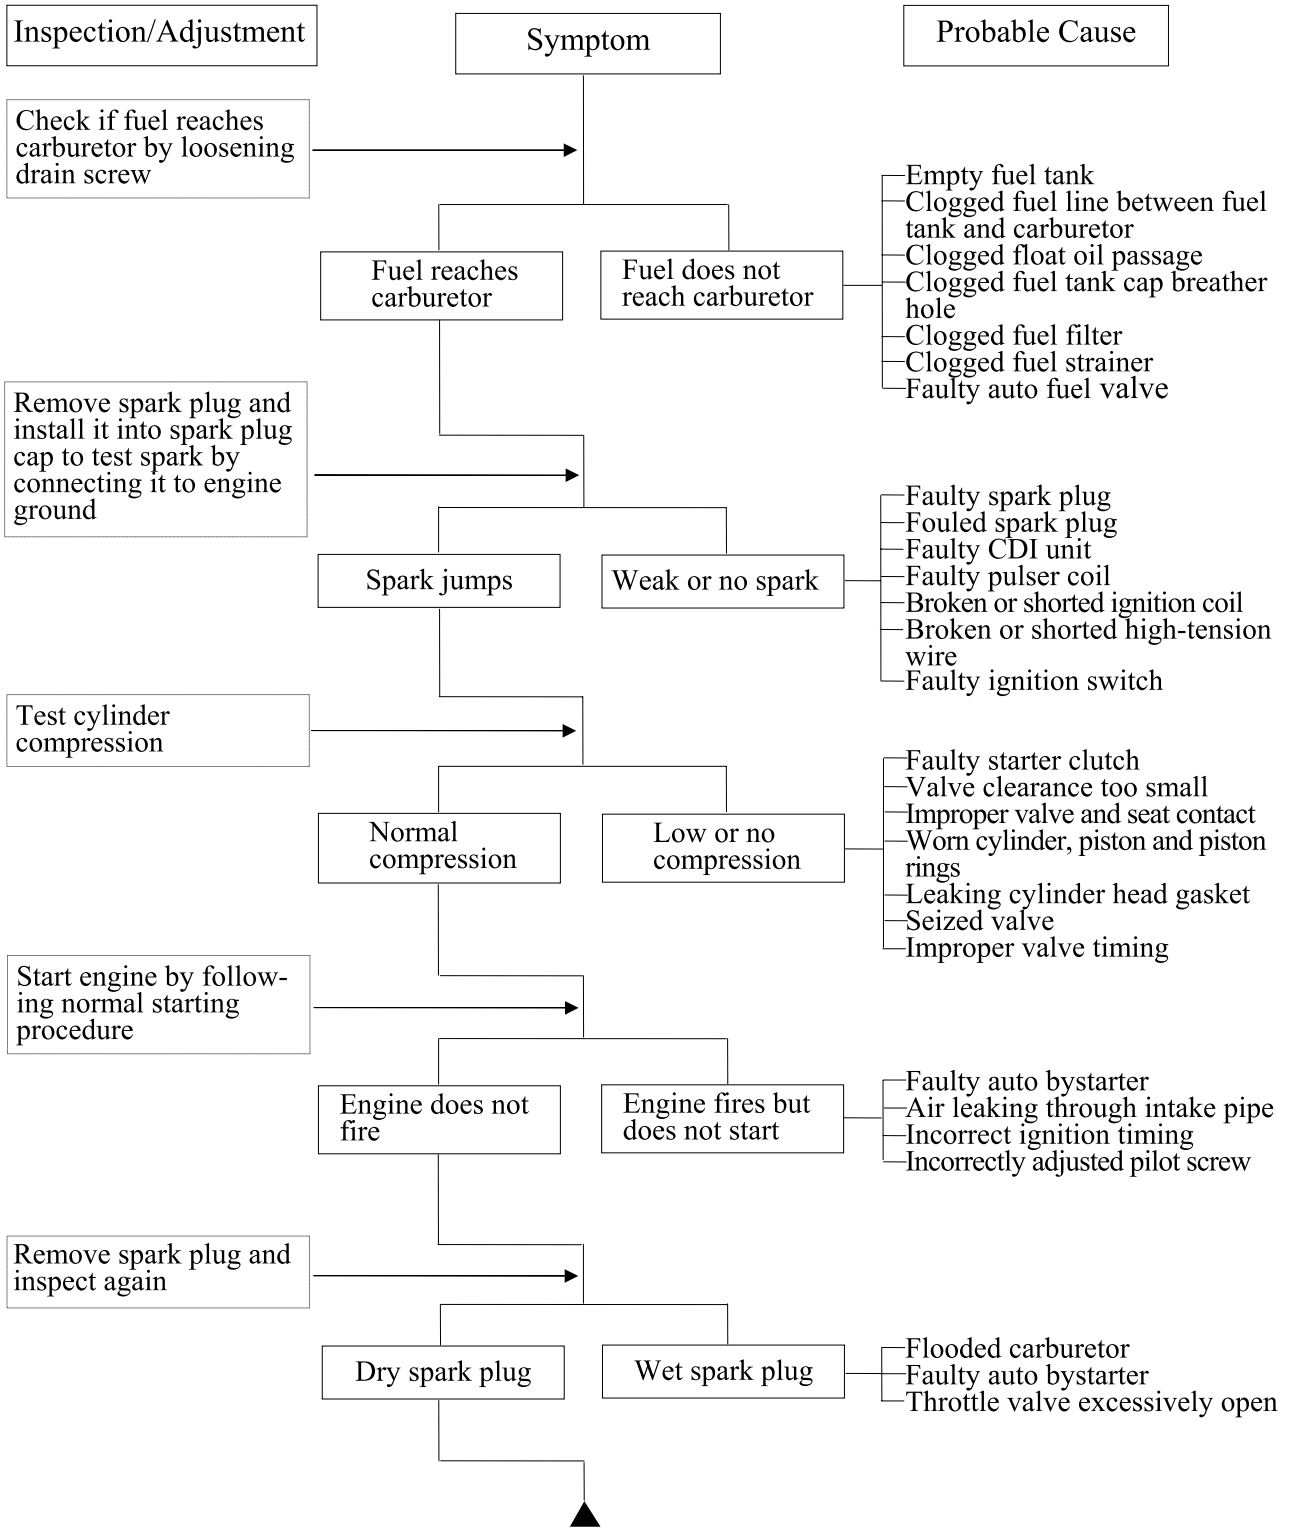 Inspection/Adjustment
Symptom
Probable Cause
Check if fuel reaches
carburetor by loosening
drain screw
Fuel reaches
carburetor
Fuel does not
reach carburetor
Empty fuel tank
Clogged fuel line between fuel
tank and carburetor
Clogged float oil passage
Clogged fuel tank cap breather
hole
Clogged fuel filter
Clogged fuel strainer
Faulty auto fuel valve
Remove spark plug and
install it into spark plug
cap to test spark by
connecting it to engine
ground
Spark jumps
Weak or no spark
Faulty spark plug
Fouled spark plug
Faulty CDI unit
Faulty pulser coil
Broken or shorted ignition coil
Broken or shorted high-tension
wire
Faulty ignition switch
Test cylinder
compression
Normal
compression
Low or no
compression
Faulty starter clutch
Valve clearance too small
Improper valve and seat contact
Worn cylinder, piston and piston
rings
Leaking cylinder head gasket
Seized valve
Improper valve timing
Start engine by follow-
ing normal starting
procedure
Engine does not
fire
Engine fires but
does not start
Faulty auto bystarter
Air leaking through intake pipe
Incorrect ignition timing
Incorrectly adjusted pilot screw
Remove spark plug and
inspect again
Dry spark plug
Wet spark plug
Flooded carburetor
Faulty auto bystarter
Throttle valve excessively open